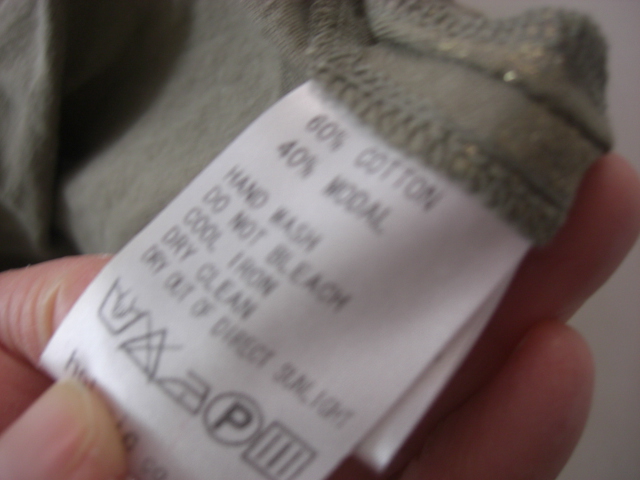 60% COTTON
40% MODAL
HAND WASH
DO NOT BLEACH
COOL IRON
DRY CLEAN
DRY OUT OF DIRECT SUNLIGHT
P